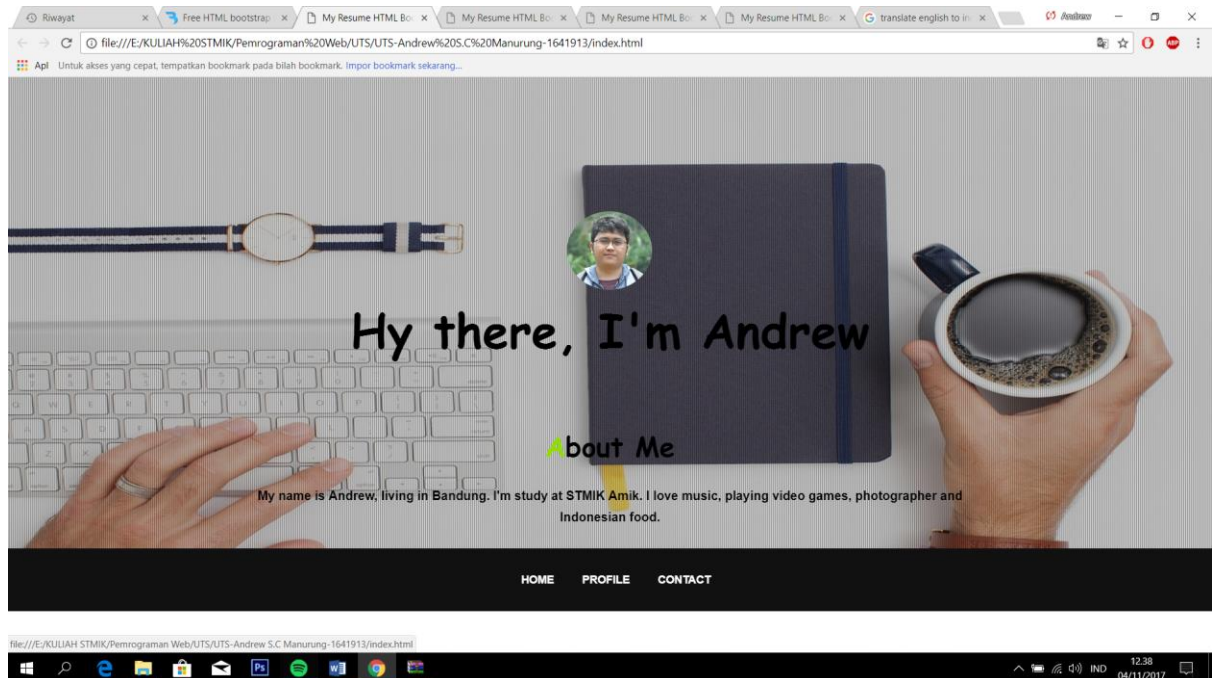 Riwayat
Free HTML bootstrap
My Resume HTML Bo
My Resume HTML Bo
My Resume HTML Bo
My Resume HTML Bo
translate english to in
Andrew
file:///E:/KULIAH%20STMIK/Pemrograman%20Web/UTS/UTS-Andrew%20S.C%20Manurung-1641913/index.html
ABP
Apl Untuk akses yang cepat, tempatkan bookmark pada bilah bookmark. Impor bookmark sekarang...
Hy there, I'm Andrew
About Me
My name is Andrew, living in Bandung. I'm study at STMIK Amik. I love music, playing video games, photographer and
Indonesian food.
HOME PROFILE CONTACT
file:///E:/KULIAH STMIK/Pemrograman Web/UTS/UTS-Andrew S.C Manurung-1641913/index.html
Ps
IND
12.38
04/11/2017